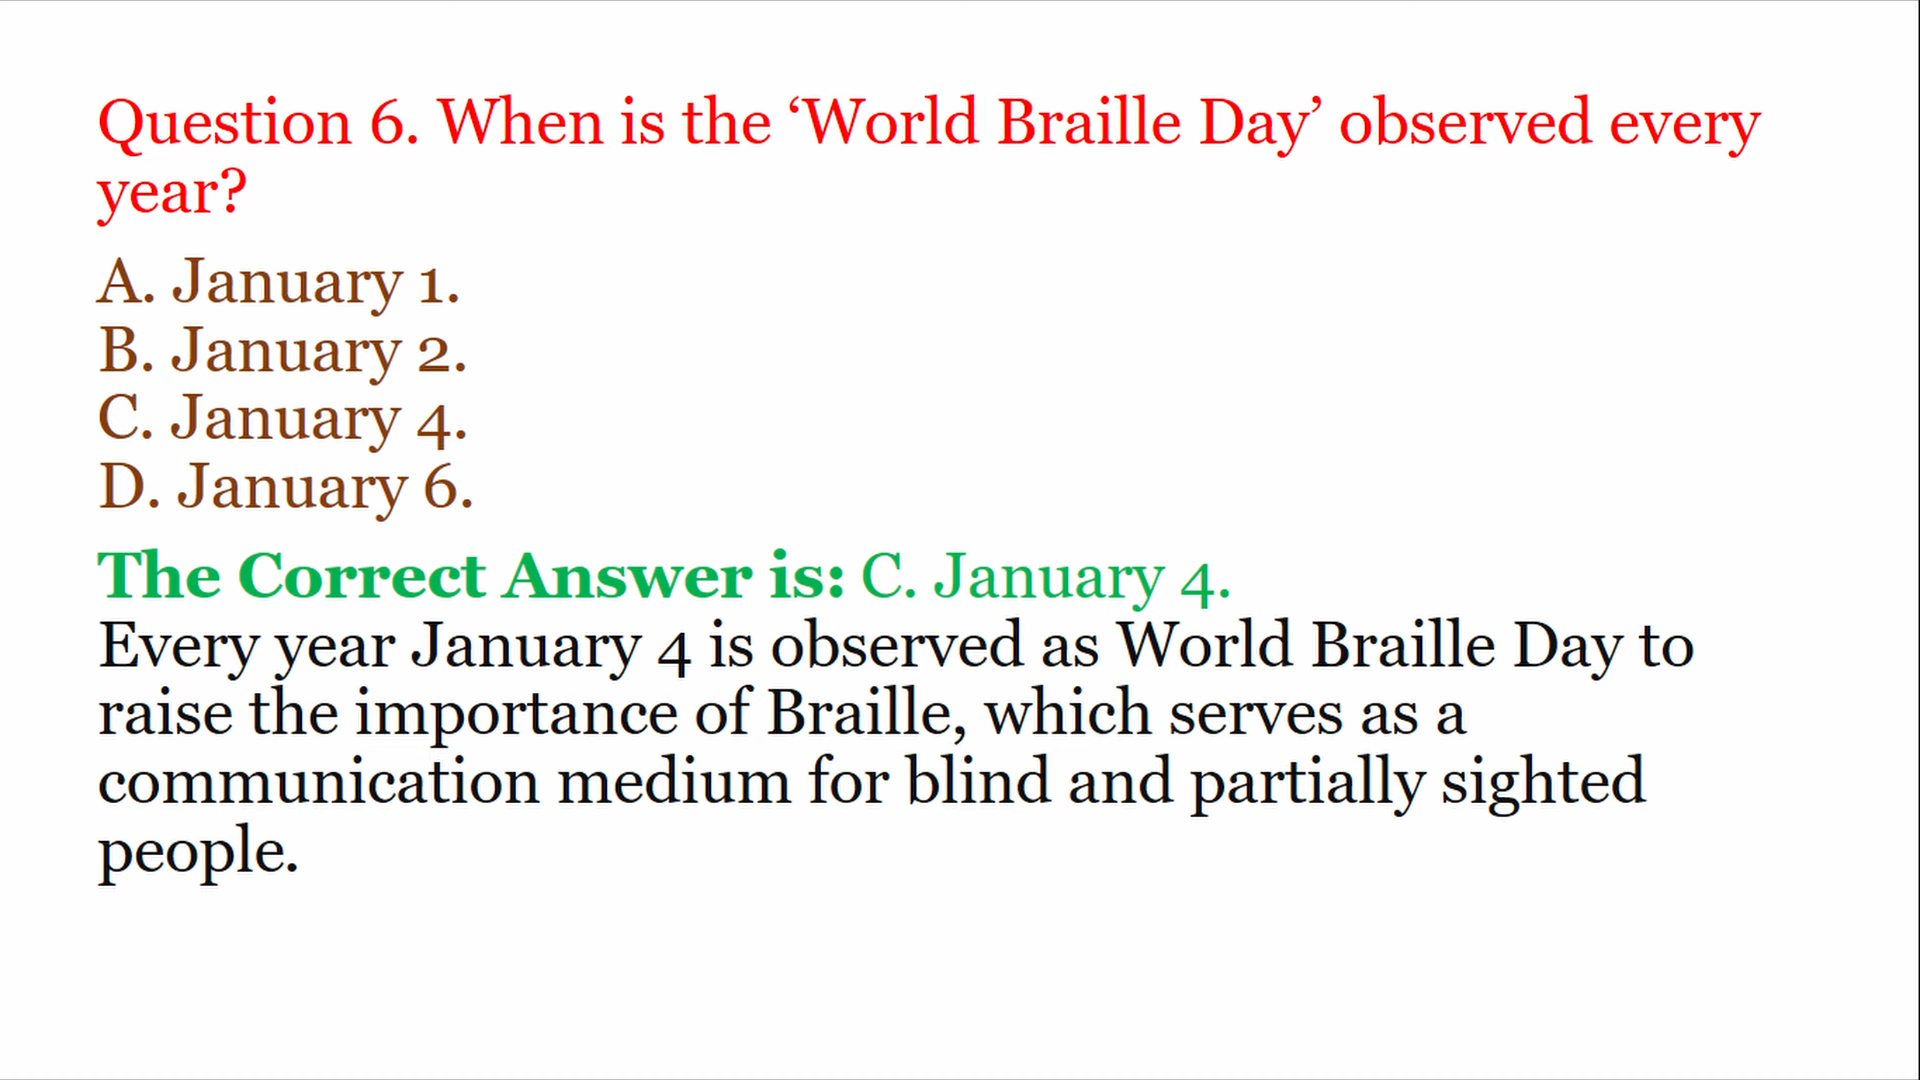 Question 6. When is the ‘World Braille Day’ observed every
year?
A. January 1.
B. January 2.
C. January 4.
D. January 6.
The Correct Answer is: C. January 4.
Every year January 4 is observed as World Braille Day to
raise the importance of Braille, which serves as a
communication medium for blind and partially sighted
people.